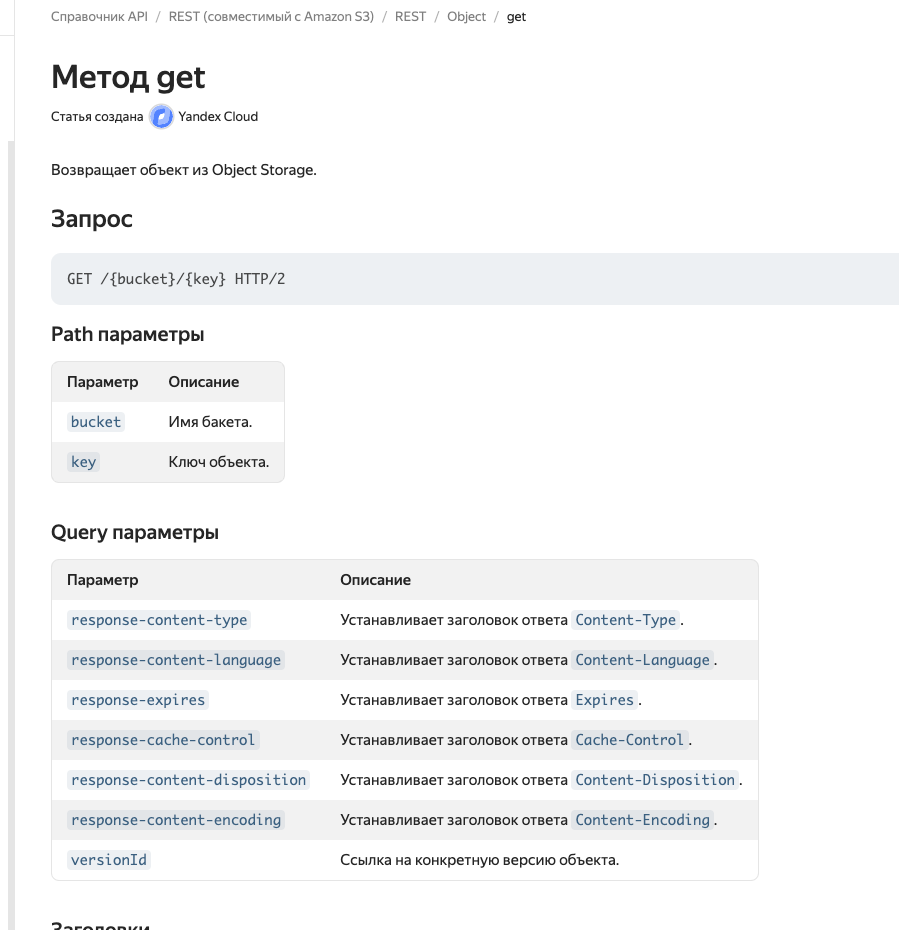 Справочник API / REST (совместимый с Amazon S3) / REST / Object / get
Метод get
Статья создана Yandex Cloud
Возвращает объект из Object Storage.
Запрос
GET /{bucket}/{key} HTTP/2
Path параметры
Параметр Описание
bucket Имя бакета.
key Ключ объекта.
Query параметры
Параметр Описание
response-content-type Устанавливает заголовок ответа Content-Type.
response-content-language Устанавливает заголовок ответа Content-Language.
response-expires Устанавливает заголовок ответа Expires.
response-cache-control Устанавливает заголовок ответа Cache-Control.
response-content-disposition Устанавливает заголовок ответа Content-Disposition.
response-content-encoding Устанавливает заголовок ответа Content-Encoding.
versionId Ссылка на конкретную версию объекта.
Заголовки